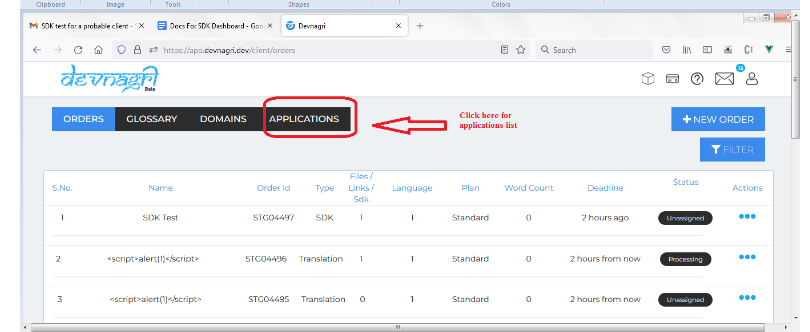 Clipboard Image Tools Shapes Colors
SDK test for a probable client - S
Docs For SDK Dashboard - Goo
Devnagri
https://app.devnagri.dev/client/orders
Search
devnagri
Beta
13
ORDERS GLOSSARY DOMAINS APPLICATIONS
Click here for
applications list
+ NEW ORDER
FILTER
S.No. Name Order Id Type Files / Links / Sdk Language Plan Word Count Deadline Status Actions
1 SDK Test STG04497 SDK 1 1 Standard 0 2 hours ago Unassigned
2 <script>alert(1)</script> STG04496 Translation 1 1 Standard 0 2 hours from now Processing
3 <script>alert(1)</script> STG04495 Translation 0 1 Standard 0 2 hours from now Unassigned